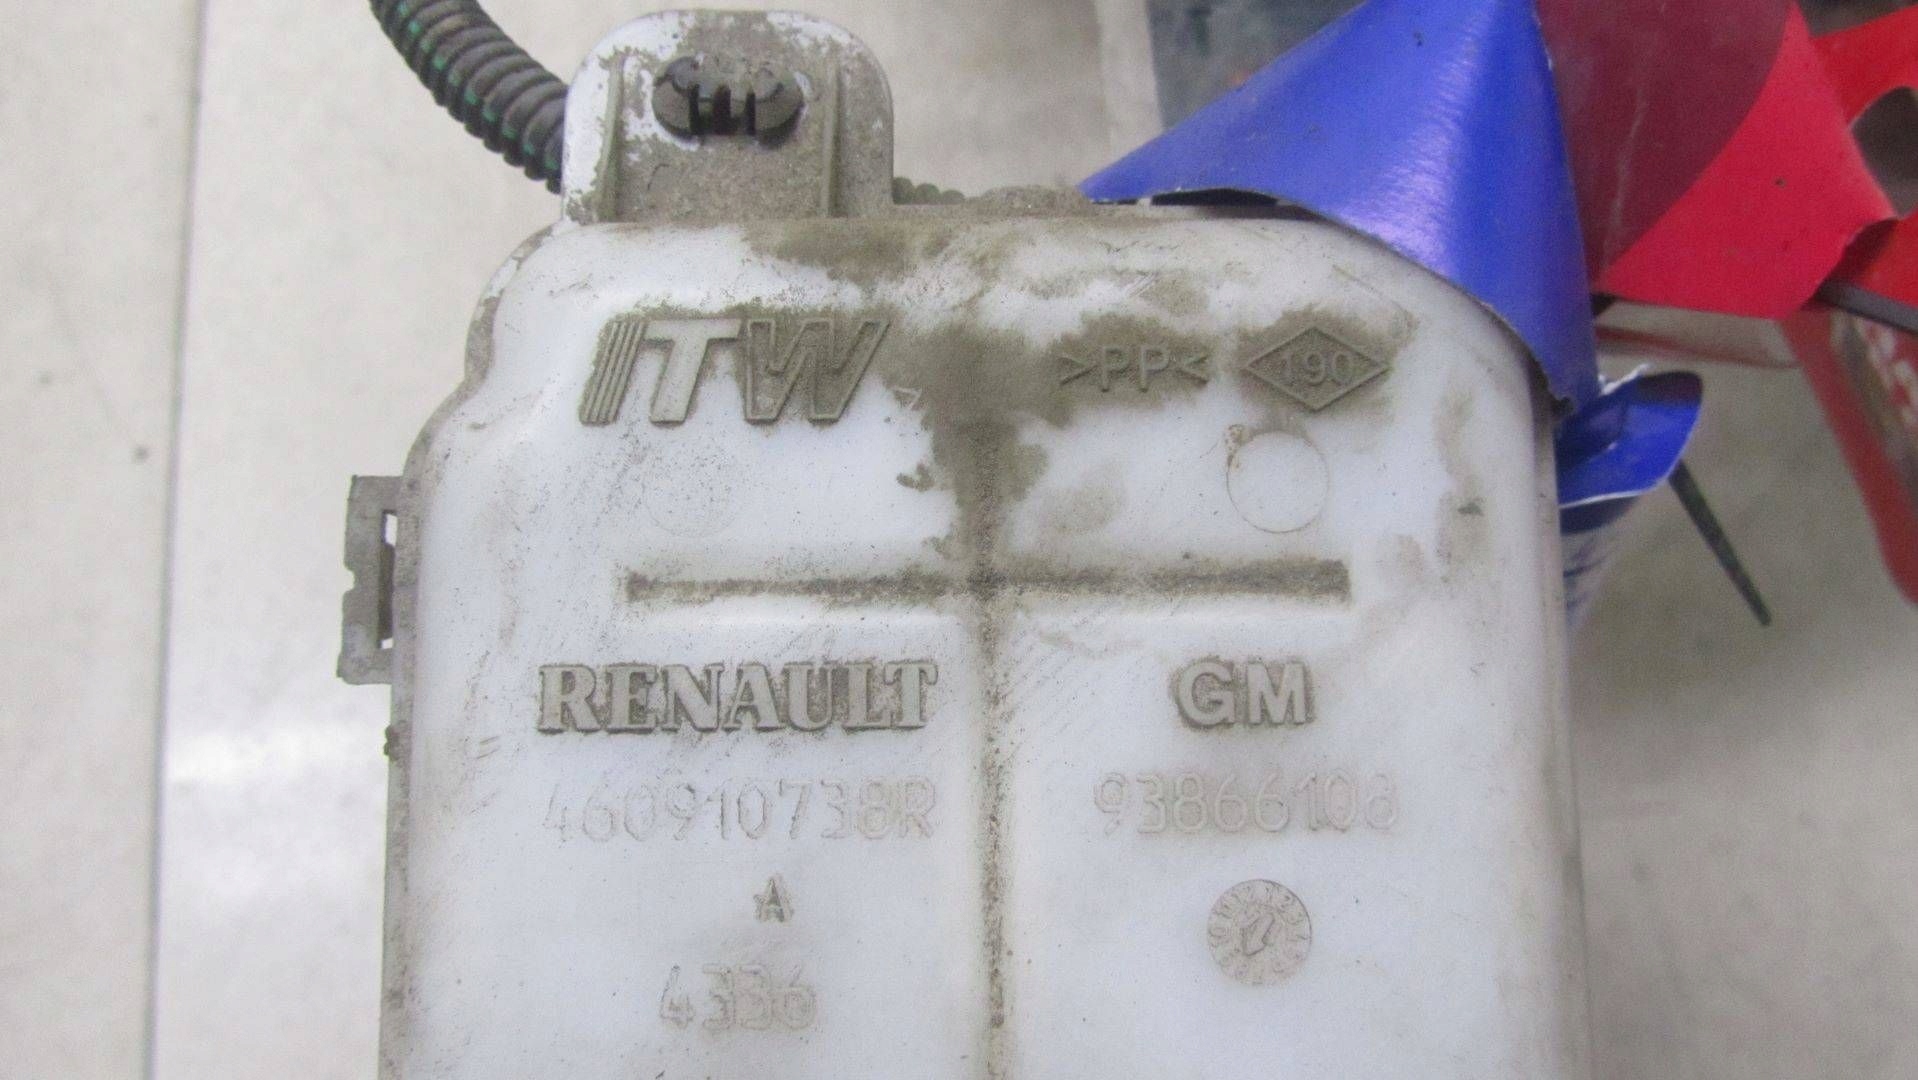 ITW >PP< 190
RENAULT GM
460910738R 93866108
A
4336